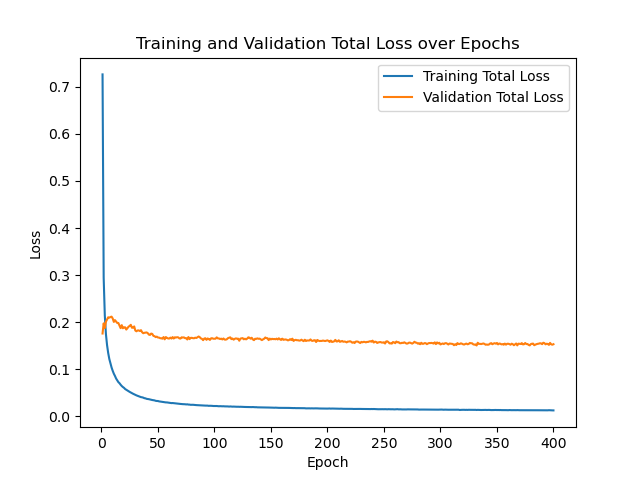 Training and Validation Total Loss over Epochs
Training Total Loss
Validation Total Loss
Loss
0.7
0.6
0.5
0.4
0.3
0.2
0.1
0.0
0 50 100 150 200 250 300 350 400
Epoch